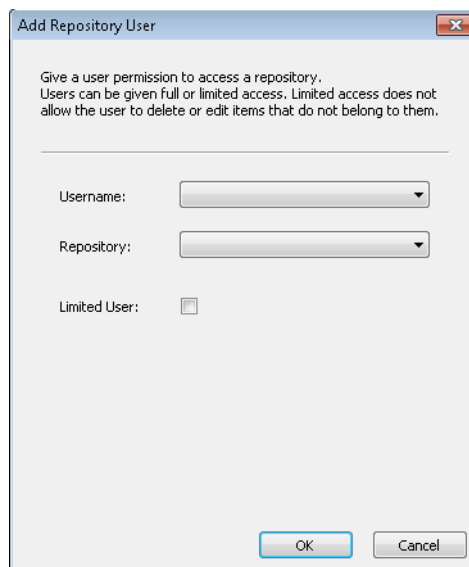 Add Repository User
Give a user permission to access a repository.
Users can be given full or limited access. Limited access does not
allow the user to delete or edit items that do not belong to them.
Username:
Repository:
Limited User:
OK Cancel